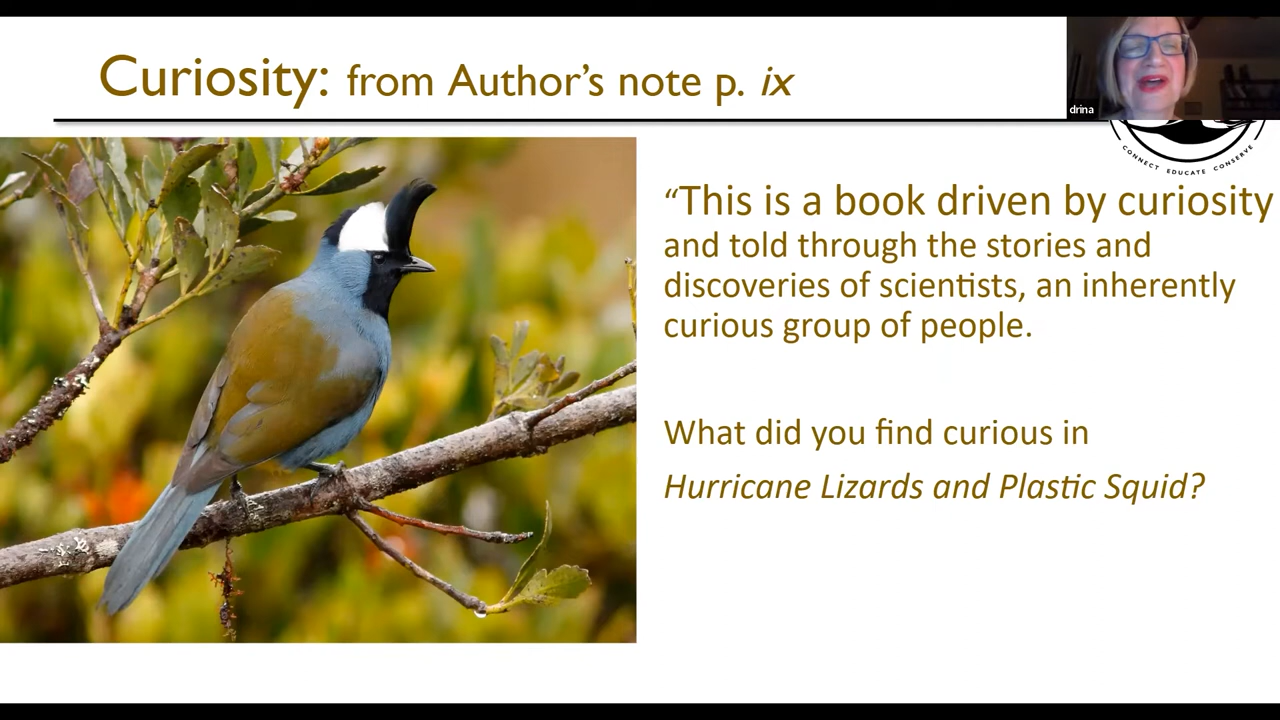 Curiosity: from Author's note p. ix
drina
CONNECT EDUCATE CONSERVE
“This is a book driven by curiosity
and told through the stories and
discoveries of scientists, an inherently
curious group of people.
What did you find curious in
Hurricane Lizards and Plastic Squid?